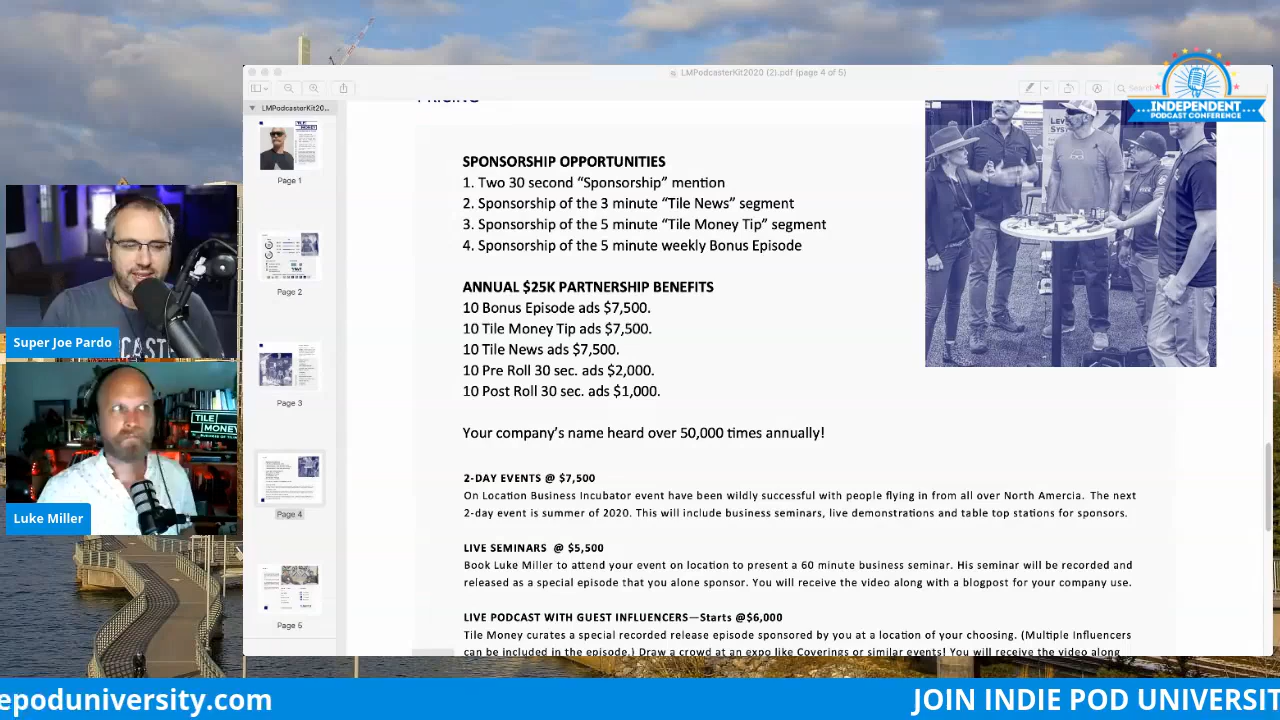 LMPodcasterKit2020 (2).pdf (page 4 of 5)
Search
INDEPENDENT
PODCAST CONFERENCE
LMPodcasterKit20...
Page 1
Page 2
Page 3
Page 4
Page 5
PRICING
SPONSORSHIP OPPORTUNITIES
1. Two 30 second “Sponsorship” mention
2. Sponsorship of the 3 minute “Tile News” segment
3. Sponsorship of the 5 minute “Tile Money Tip” segment
4. Sponsorship of the 5 minute weekly Bonus Episode
ANNUAL $25K PARTNERSHIP BENEFITS
10 Bonus Episode ads $7,500.
10 Tile Money Tip ads $7,500.
10 Tile News ads $7,500.
10 Pre Roll 30 sec. ads $2,000.
10 Post Roll 30 sec. ads $1,000.
Your company’s name heard over 50,000 times annually!
2-DAY EVENTS @ $7,500
On Location Business Incubator event have been wildly successful with people flying in from all over North Amercia. The next
2-day event is summer of 2020. This will include business seminars, live demonstrations and table top stations for sponsors.
LIVE SEMINARS @ $5,500
Book Luke Miller to attend your event on location to present a 60 minute business seminar. His seminar will be recorded and
released as a special episode that you alone sponsor. You will receive the video along with a blogpost for your company use.
LIVE PODCAST WITH GUEST INFLUENCERS—Starts @$6,000
Tile Money curates a special recorded release episode sponsored by you at a location of your choosing. (Multiple Influencers
can be included in the episode.) Draw a crowd at an expo like Coverings or similar events! You will receive the video along
Super Joe Pardo
TILE
MONEY
Luke Miller
epoduniversity.com
JOIN INDIE POD UNIVERSIT